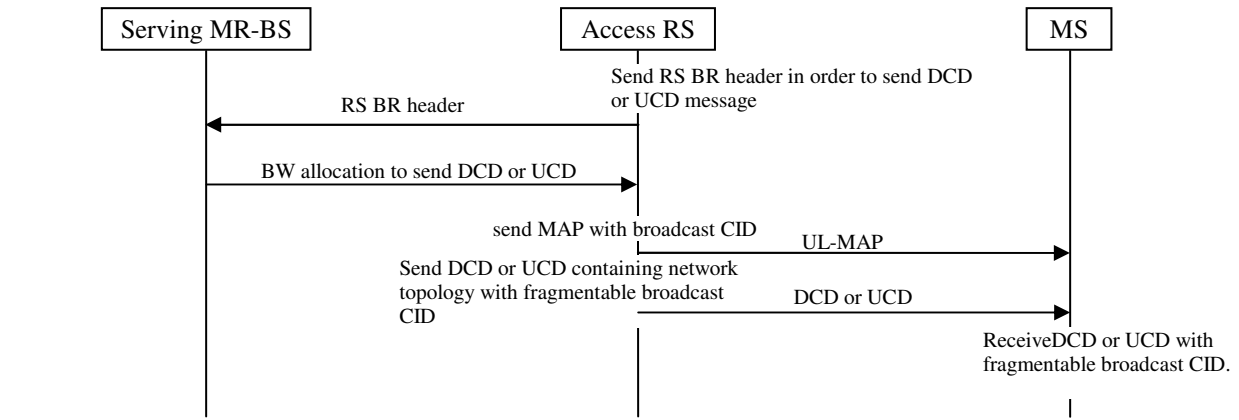 Serving MR-BS
Access RS
MS
Send RS BR header in order to send DCD
or UCD message
RS BR header
BW allocation to send DCD or UCD
send MAP with broadcast CID
UL-MAP
Send DCD or UCD containing network
topology with fragmentable broadcast
CID
DCD or UCD
ReceiveDCD or UCD with
fragmentable broadcast CID.